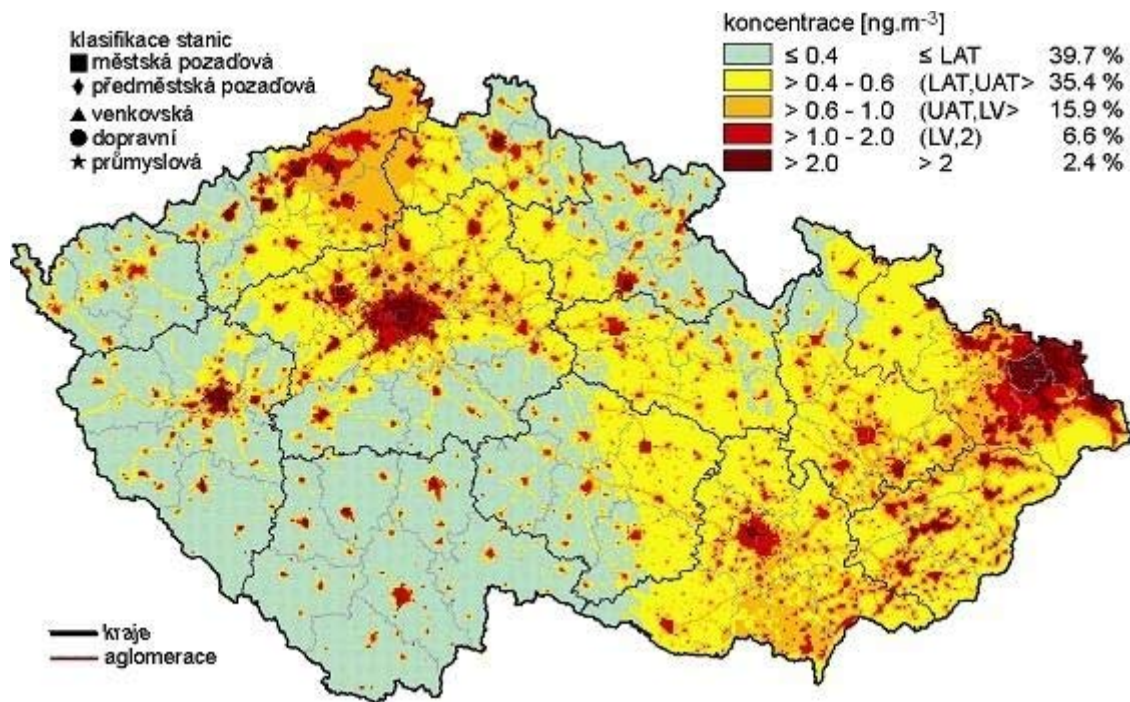 klasifikace stanic
městská pozaďová
předměstská pozaďová
venkovská
dopravní
průmyslová
koncentrace [ng.m-3]
≤ 0.4 ≤ LAT 39.7 %
> 0.4 - 0.6 (LAT,UAT> 35.4 %
> 0.6 - 1.0 (UAT,LV> 15.9 %
> 1.0 - 2.0 (LV,2) 6.6 %
> 2.0 > 2 2.4 %
kraje
aglomerace